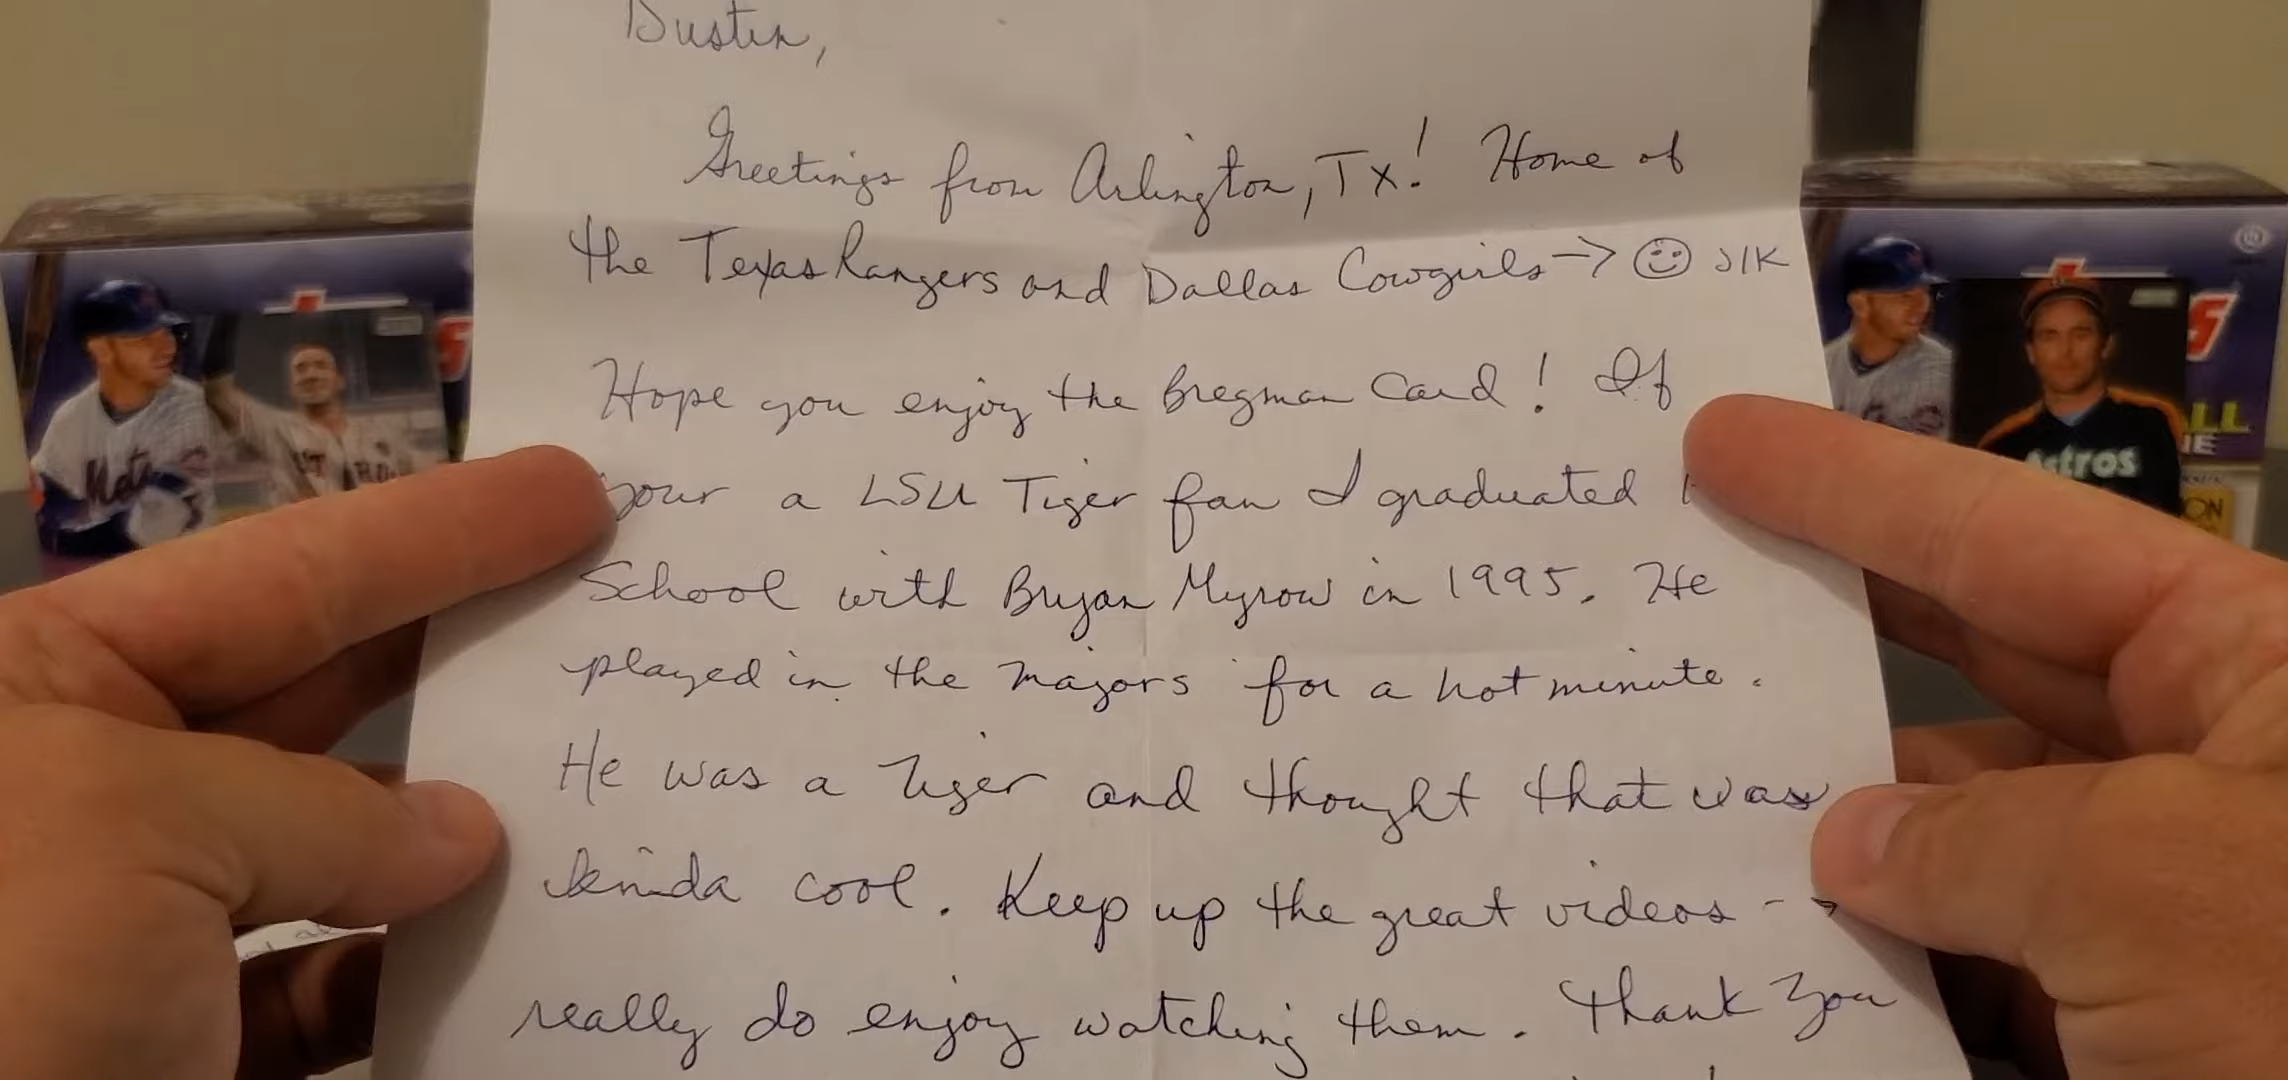 Dustin,
Greetings from Arlington, TX! Home of
the Texas Rangers and Dallas Cowgirls → ☺ J/K
Hope you enjoy the Bregman Card! If
your a LSU Tiger fan I graduated
School with Bryan Myrow in 1995. He
played in the majors for a hot minute.
He was a Tiger and thought that was
kinda cool. Keep up the great videos -
really do enjoy watching them. Thank You
Mets
Astros